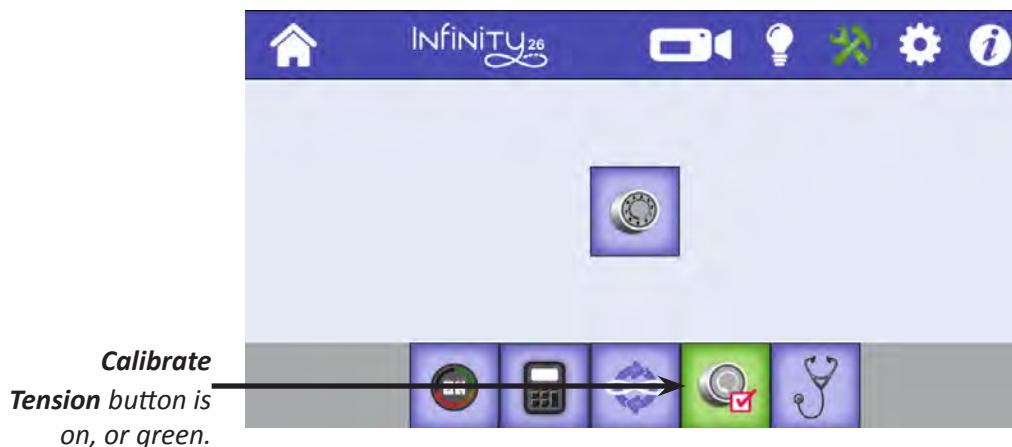 Infinity 26
Calibrate
Tension button is
on, or green.